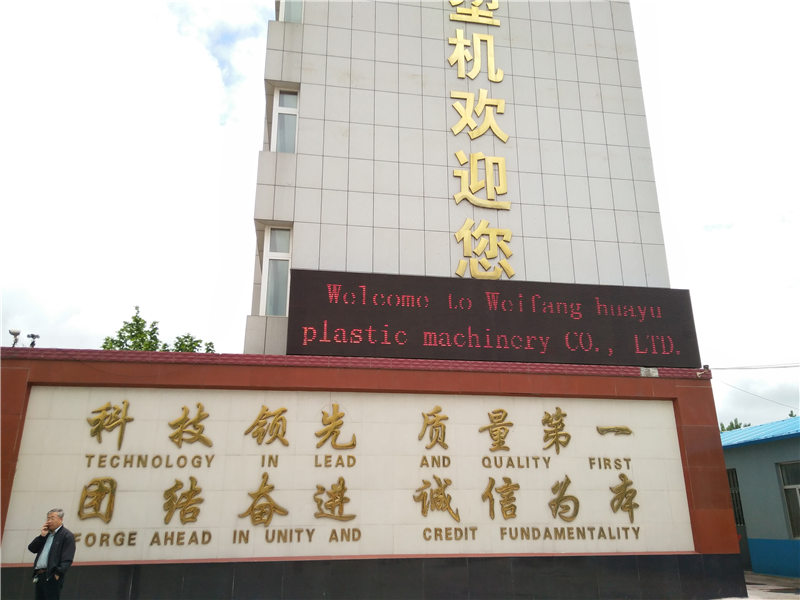 塑机欢迎您
Welcome to Weifang huayu
plastic machinery CO., LTD.
科技领先 质量第一
TECHNOLOGY IN LEAD AND QUALITY FIRST
团结奋进 诚信为本
FORGE AHEAD IN UNITY AND CREDIT FUNDAMENTALITY